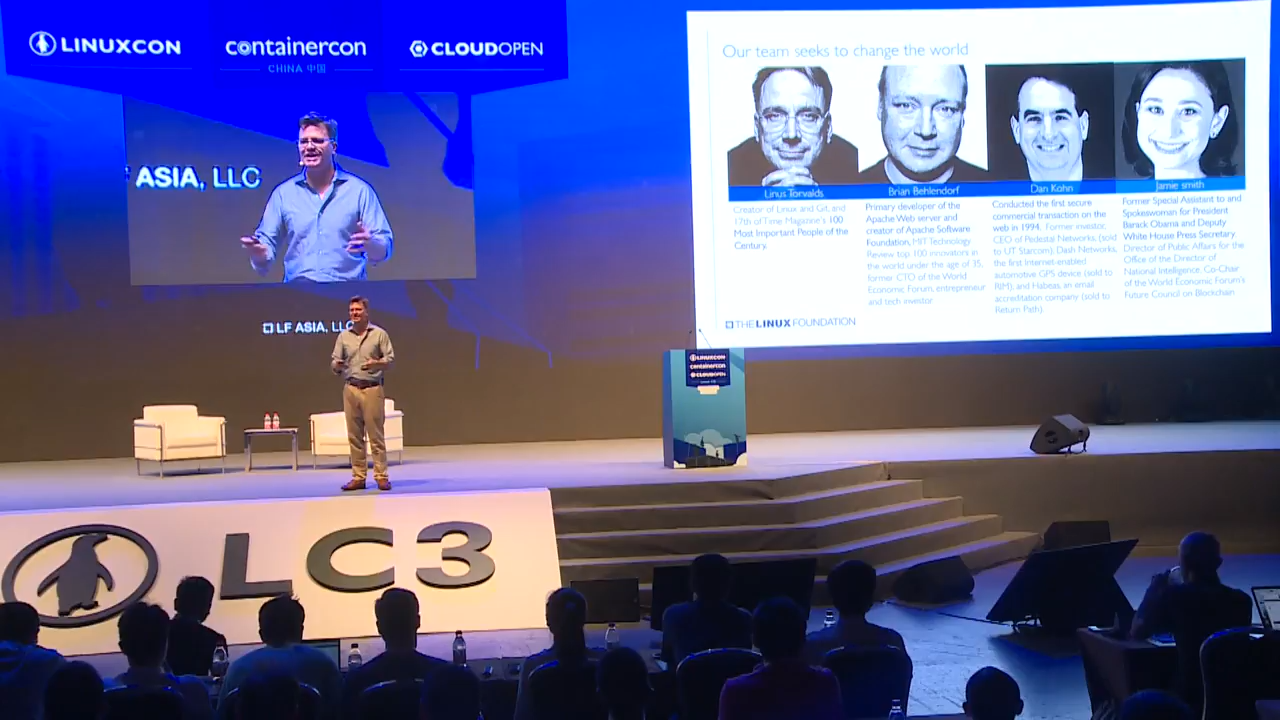 LINUXCON
containercon
CHINA 中国
CLOUDOPEN
ASIA, LLC
LF ASIA, LLC
Our team seeks to change the world
Linus Torvalds
Creator of Linux and Git, and
17th of Time Magazine's 100
Most Important People of the
Century.
Brian Behlendorf
Primary developer of the
Apache Web server and
creator of Apache Software
Foundation, MIT Technology
Review top 100 innovators in
the world under the age of 35,
former CTO of the World
Economic Forum, entrepreneur
and tech investor
Dan Kohn
Conducted the first secure
commercial transaction on the
web in 1994. Former investor,
CEO of Pedestal Networks, (sold
to UT Starcom), Dash Networks,
the first Internet-enabled
automotive GPS device (sold to
RIM), and Habeas, an email
accreditation company (sold to
Return Path).
Jamie smith
Former Special Assistant to and
Spokeswoman for President
Barack Obama and Deputy
White House Press Secretary.
Director of Public Affairs for the
Office of the Director of
National Intelligence. Co-Chair
of the World Economic Forum's
Future Council on Blockchain.
THE LINUX FOUNDATION
LINUXCON
containercon
CLOUDOPEN
LC3